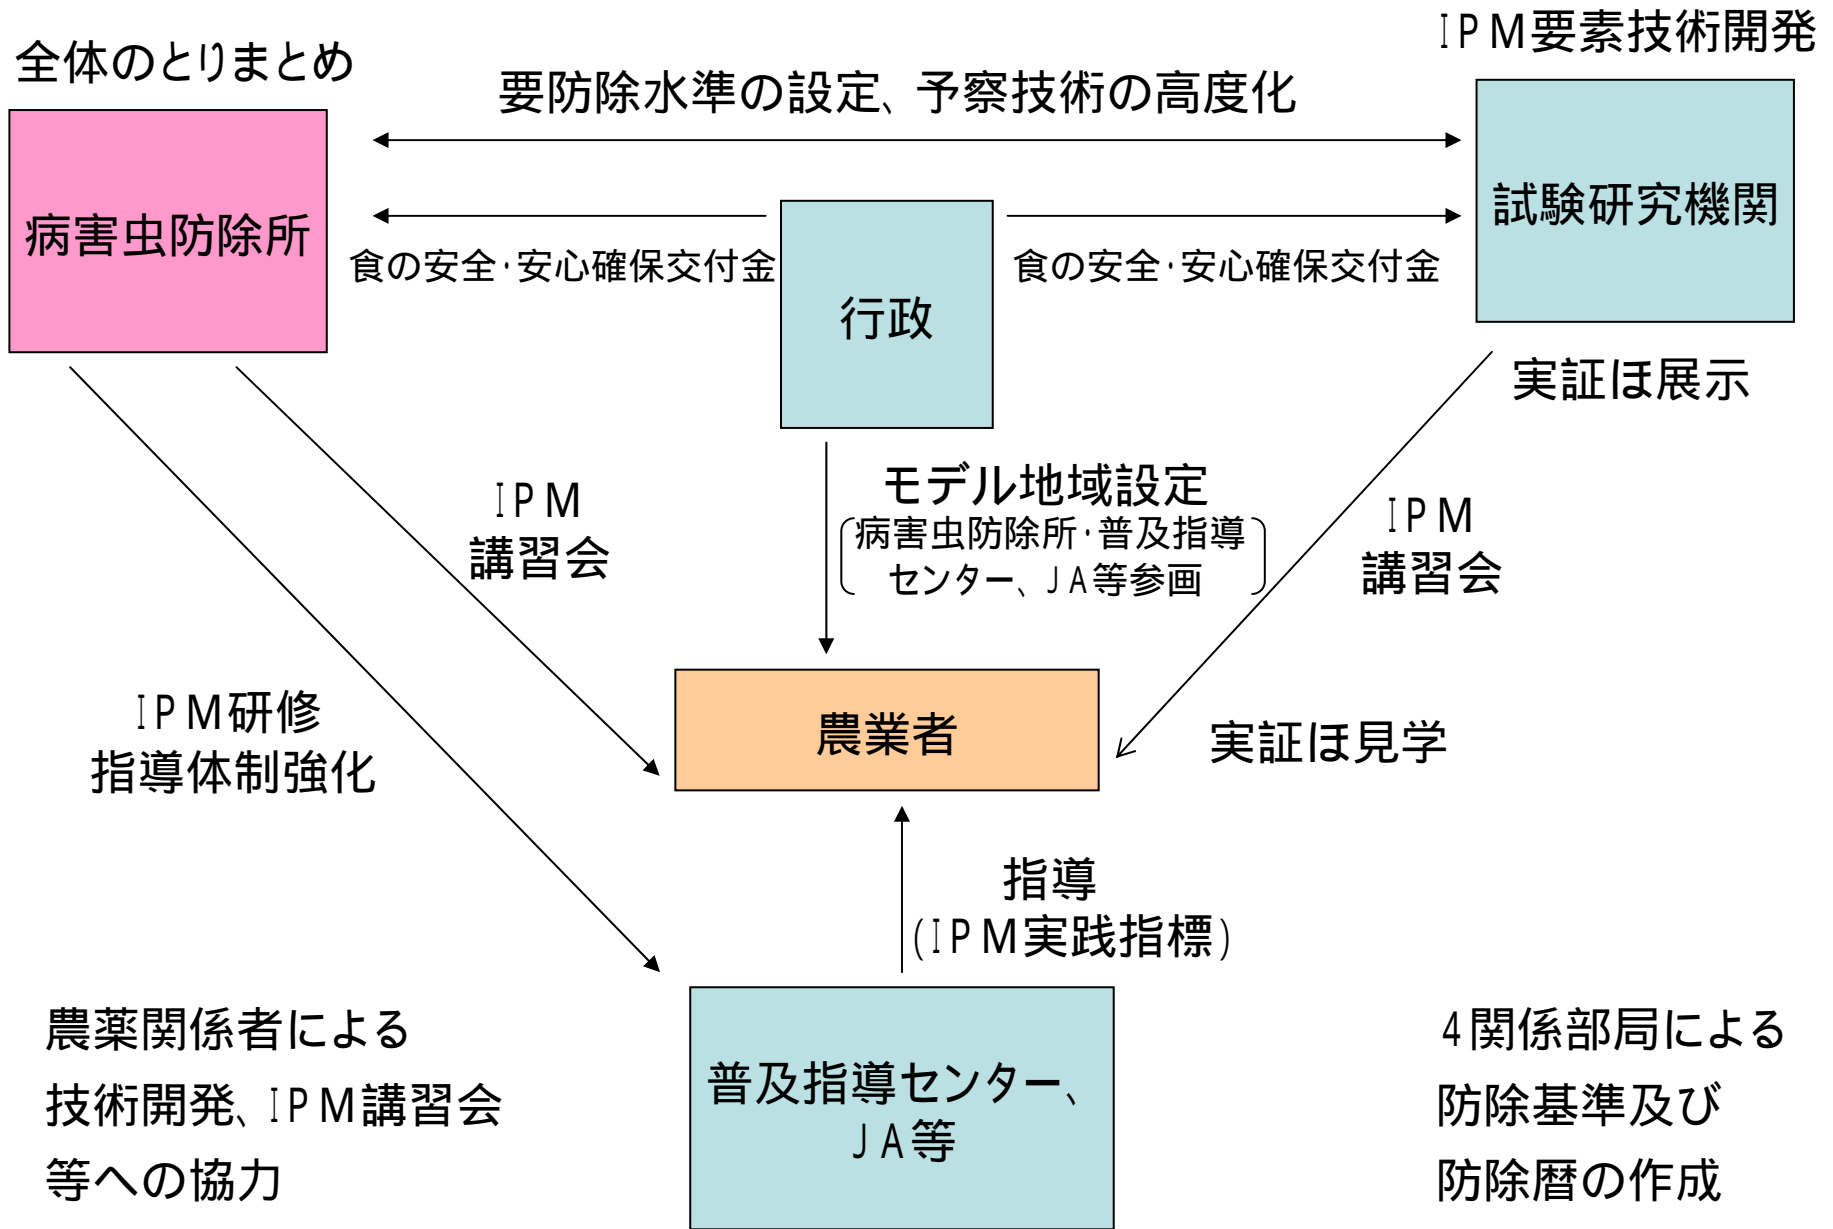 全体のとりまとめ
IPM要素技術開発
要防除水準の設定、予察技術の高度化
病害虫防除所
試験研究機関
食の安全・安心確保交付金
食の安全・安心確保交付金
行政
実証ほ展示
モデル地域設定
病害虫防除所・普及指導
センター、JA等参画
IPM
講習会
IPM
講習会
IPM研修
指導体制強化
農業者
実証ほ見学
指導
(IPM実践指標)
農薬関係者による
技術開発、IPM講習会
等への協力
普及指導センター、
JA等
4関係部局による
防除基準及び
防除暦の作成